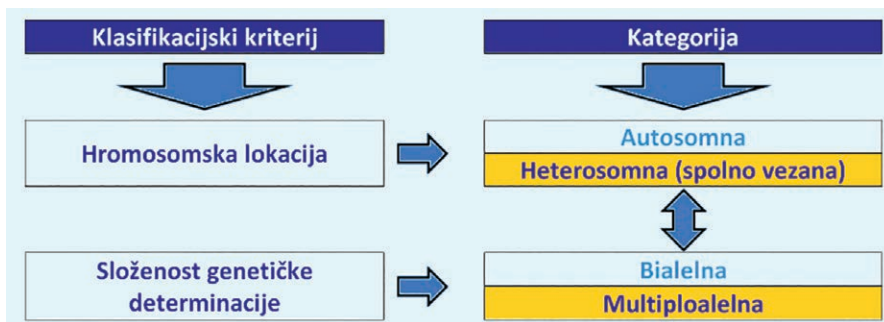 Klasifikacijski kriterij
Kategorija
Hromosomska lokacija
Autosomna
Heterosomna (spolno vezana)
Složenost genetičke
determinacije
Bialelna
Multiploalelna